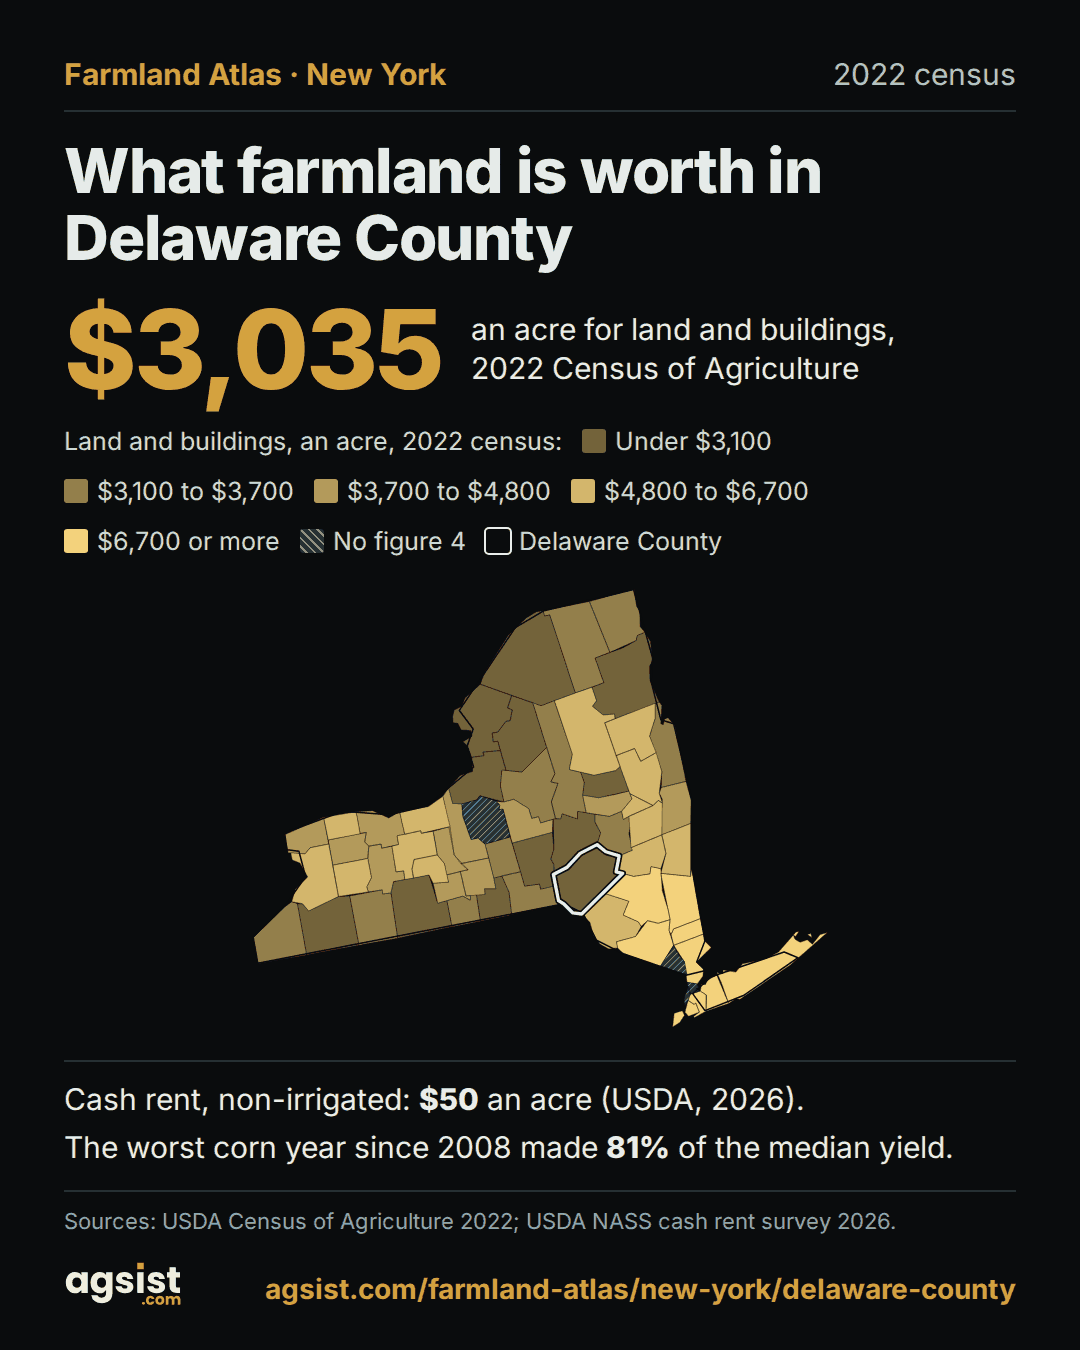 Farmland Atlas · New York
2022 census
What farmland is worth in
Delaware County
$3,035
an acre for land and buildings,
2022 Census of Agriculture
Land and buildings, an acre, 2022 census: Under $3,100
$3,100 to $3,700 $3,700 to $4,800 $4,800 to $6,700
$6,700 or more No figure 4 Delaware County
Cash rent, non-irrigated: $50 an acre (USDA, 2026).
The worst corn year since 2008 made 81% of the median yield.
Sources: USDA Census of Agriculture 2022; USDA NASS cash rent survey 2026.
agsist
.com
agsist.com/farmland-atlas/new-york/delaware-county